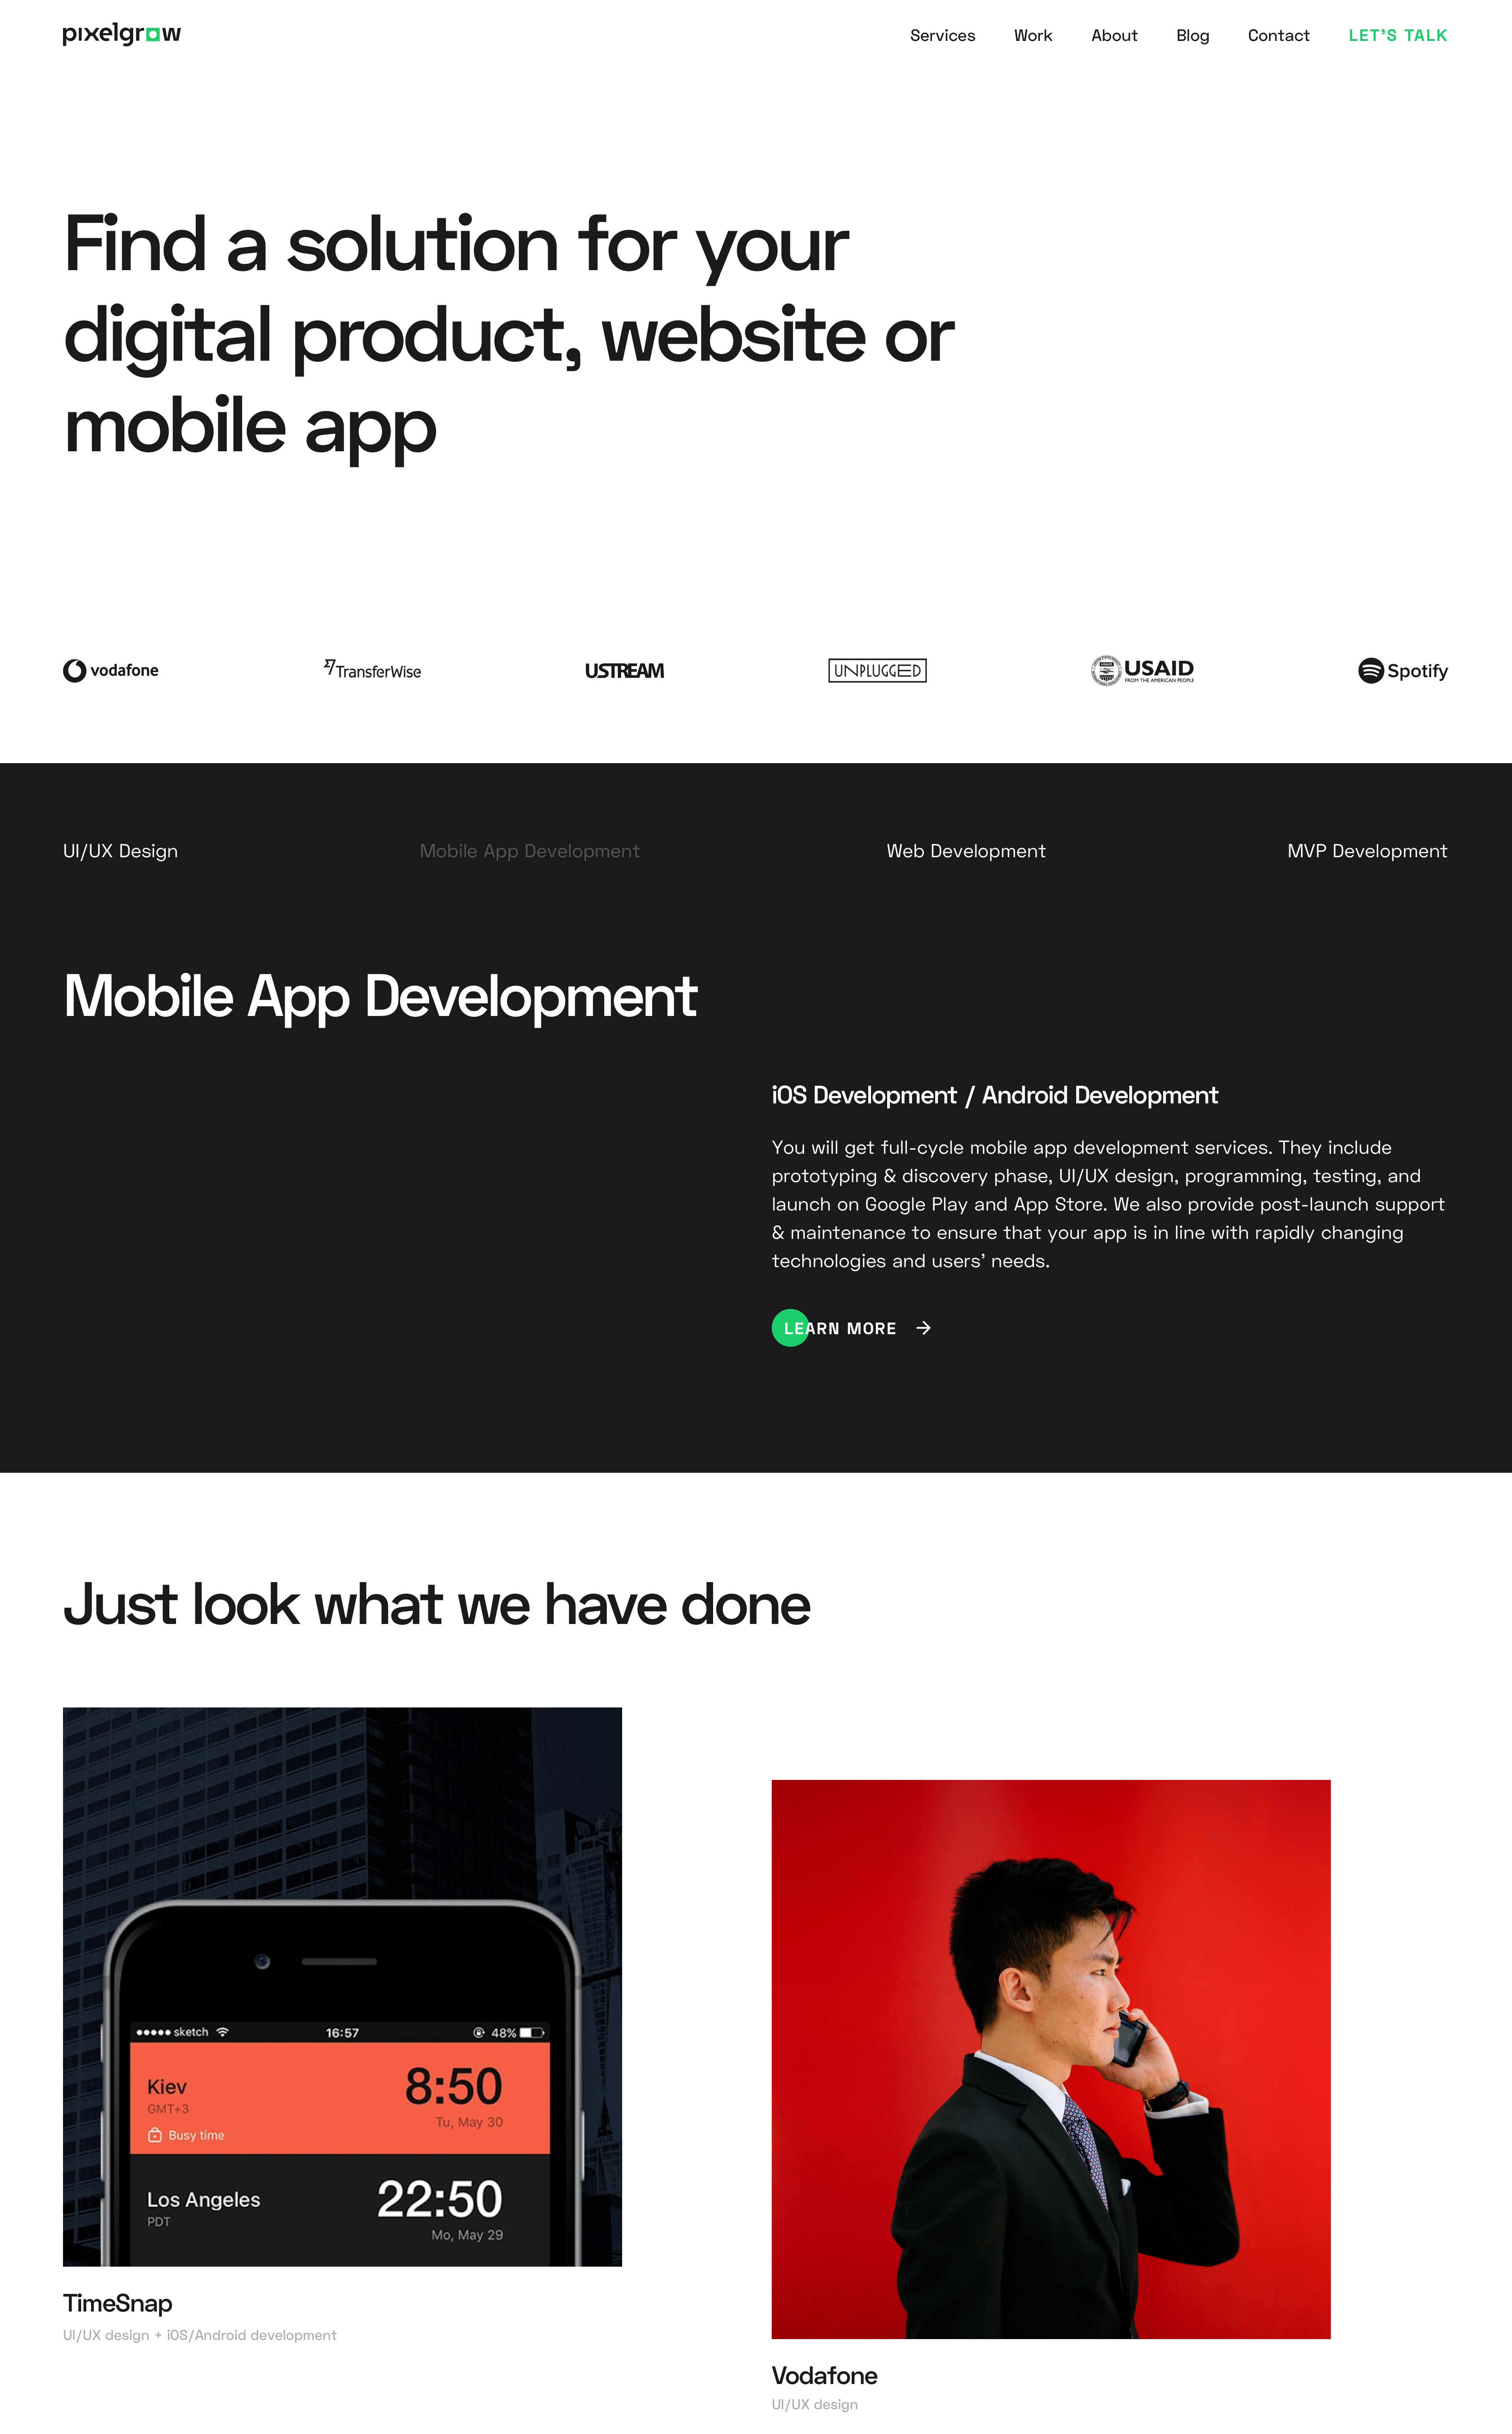 pixelgrow
Services Work About Blog Contact LET'S TALK
Find a solution for your
digital product, website or
mobile app
vodafone TransferWise USTREAM UNPLUGGED USAID Spotify
FROM THE AMERICAN PEOPLE
UI/UX Design Mobile App Development Web Development MVP Development
Mobile App Development
iOS Development / Android Development
You will get full-cycle mobile app development services. They include
prototyping & discovery phase, UI/UX design, programming, testing, and
launch on Google Play and App Store. We also provide post-launch support
& maintenance to ensure that your app is in line with rapidly changing
technologies and users' needs.
LEARN MORE →
Just look what we have done
sketch 16:57 48%
Kiev 8:50
GMT+3 Tu, May 30
Busy time
Los Angeles 22:50
PDT Mo, May 29
TimeSnap
UI/UX design + iOS/Android development
Vodafone
UI/UX design